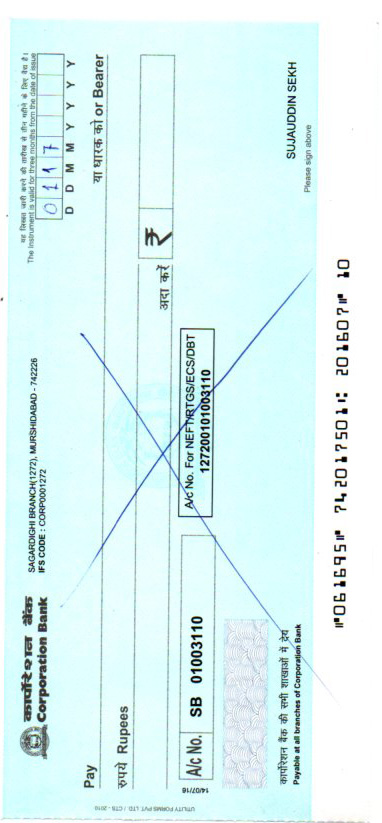 कार्पोरेशन बैंक
Corporation Bank
SAGARDIGHI BRANCH(1272), MURSHIDABAD - 742226
IFS CODE : CORP0001272
यह लिखत जारी करने की तारीख से तीन महीने के लिए वैध है।
The Instrument is valid for three months from the date of issue
0 1 1 7
D D M M Y Y Y Y
Pay
या धारक को or Bearer
रुपये Rupees
अदा करें ₹
A/c No. SB 01003110
A/c No. For NEFT/RTGS/ECS/DBT
127200101003110
14/07/16
UTILITY FORMS PVT. LTD. / CTS - 2010
कार्पोरेशन बैंक की सभी शाखाओं में देय
Payable at all branches of Corporation Bank
SUJAUDDIN SEKH
Please sign above
⑈061695⑈ 742017501⑆ 201607⑈ 10